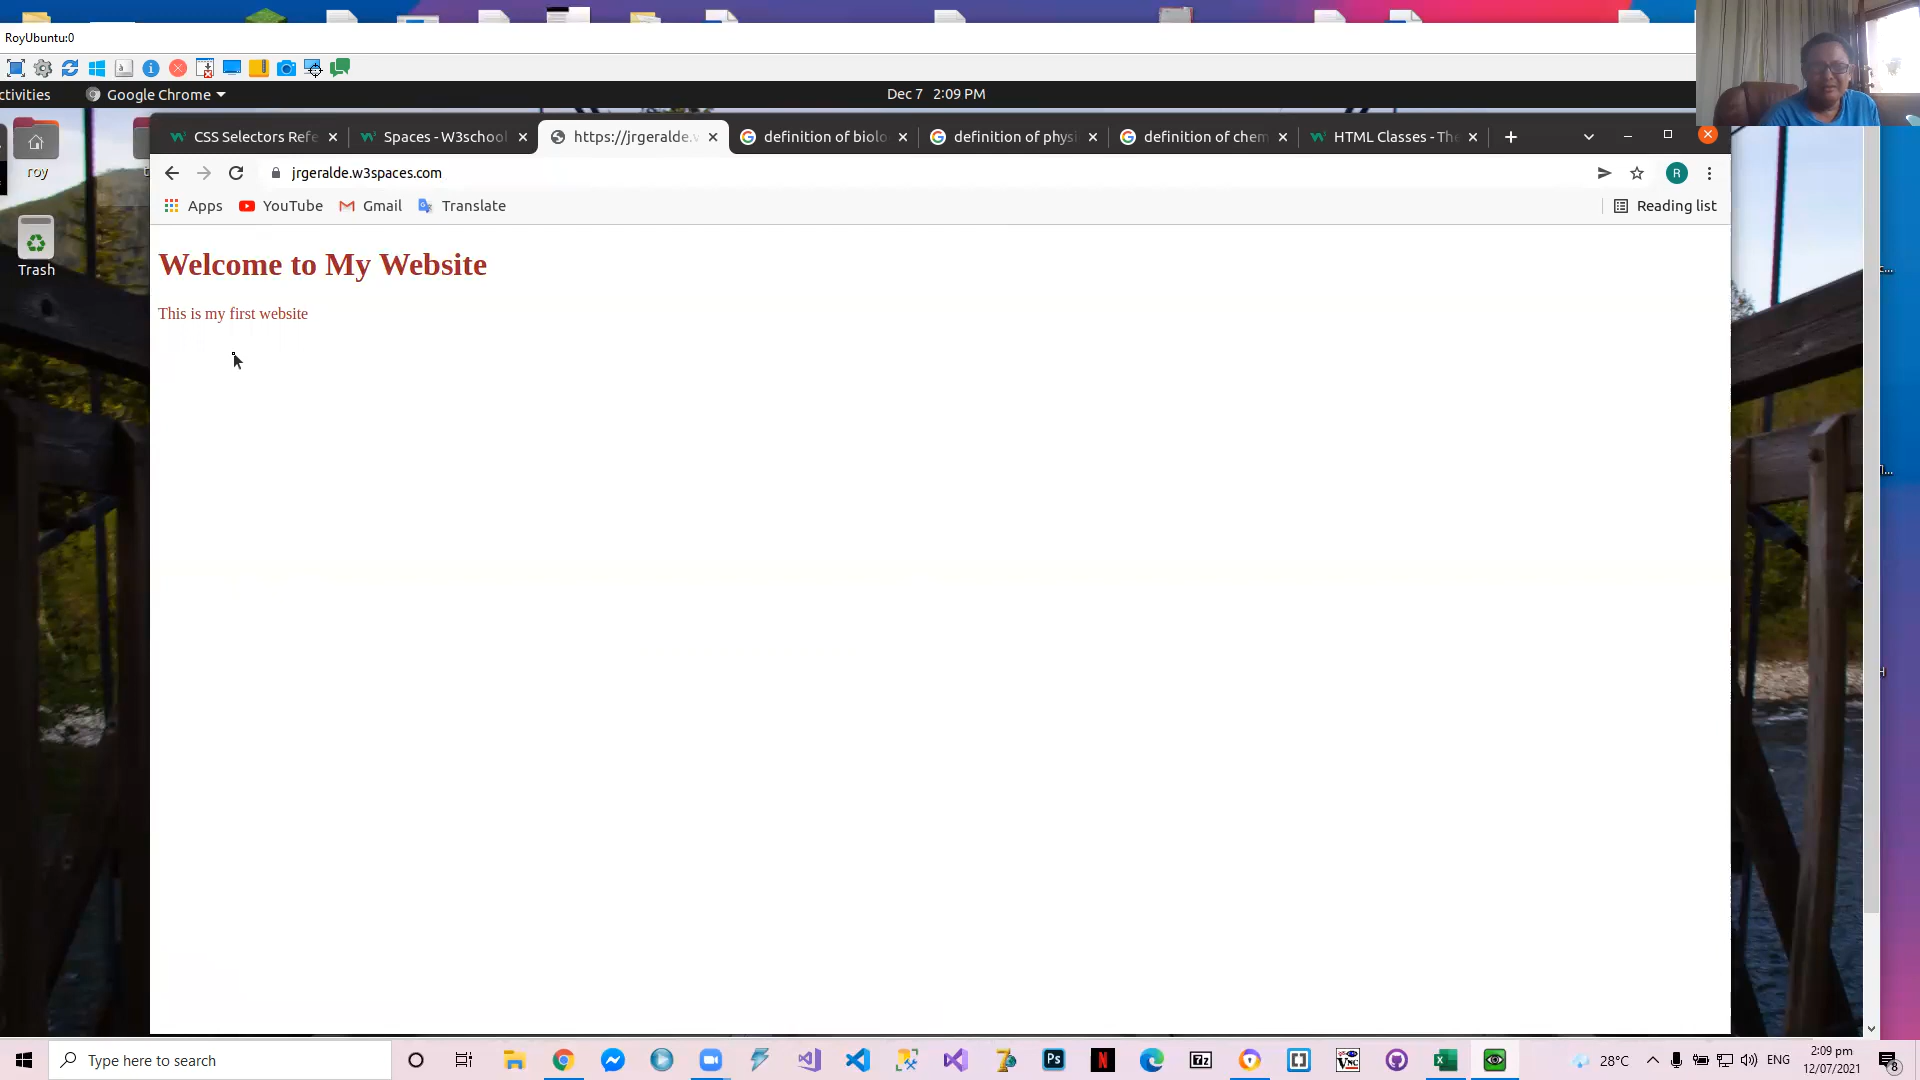 RoyUbuntu:0
ctivities
Google Chrome
Dec 7 2:09 PM
CSS Selectors Refe
Spaces - W3school
https://jrgeralde.w
definition of biolo
definition of physi
definition of chem
HTML Classes - The
jrgeralde.w3spaces.com
R
Apps
YouTube
Gmail
Translate
Reading list
roy
Trash
Welcome to My Website
This is my first website
Type here to search
Ps
N
7z
28°C
ENG
2:09 pm
12/07/2021
8